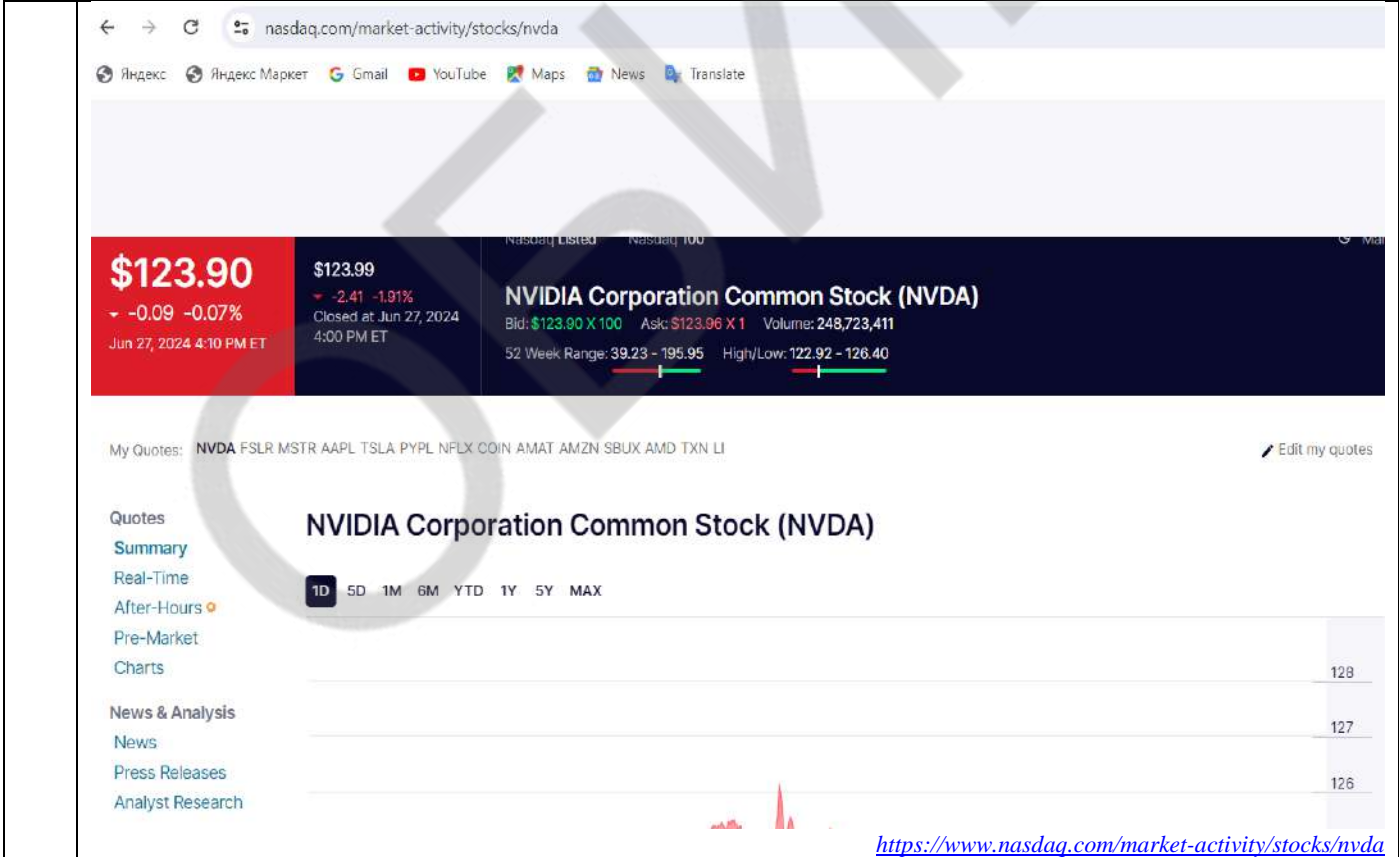 nasdaq.com/market-activity/stocks/nvda
Яндекс Яндекс Маркет Gmail YouTube Maps News Translate
Nasdaq Listed Nasdaq 100
$123.90
-0.09 -0.07%
Jun 27, 2024 4:10 PM ET
$123.99
-2.41 -1.91%
Closed at Jun 27, 2024
4:00 PM ET
NVIDIA Corporation Common Stock (NVDA)
Bid: $123.90 X 100 Ask: $123.96 X 1 Volume: 248,723,411
52 Week Range: 39.23 - 195.95 High/Low: 122.92 - 126.40
My Quotes: NVDA FSLR MSTR AAPL TSLA PYPL NFLX COIN AMAT AMZN SBUX AMD TXN LI
Edit my quotes
Quotes
Summary
Real-Time
After-Hours
Pre-Market
Charts
News & Analysis
News
Press Releases
Analyst Research
NVIDIA Corporation Common Stock (NVDA)
1D 5D 1M 6M YTD 1Y 5Y MAX
128
127
126
https://www.nasdaq.com/market-activity/stocks/nvda